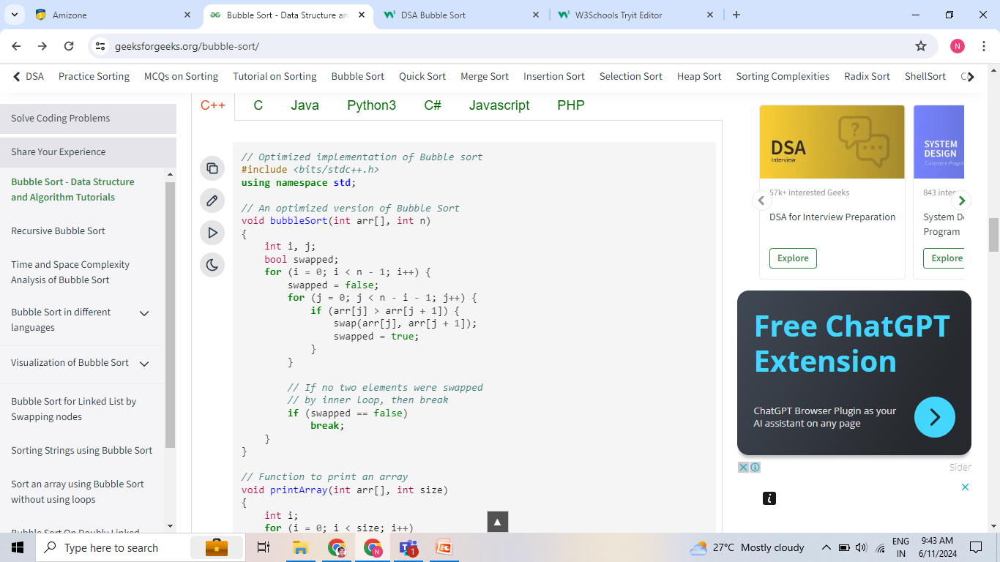 Amizone
Bubble Sort - Data Structure an
DSA Bubble Sort
W3Schools Tryit Editor
geeksforgeeks.org/bubble-sort/
N
DSA
Practice Sorting
MCQs on Sorting
Tutorial on Sorting
Bubble Sort
Quick Sort
Merge Sort
Insertion Sort
Selection Sort
Heap Sort
Sorting Complexities
Radix Sort
ShellSort
Solve Coding Problems
Share Your Experience
Bubble Sort - Data Structure
and Algorithm Tutorials
Recursive Bubble Sort
Time and Space Complexity
Analysis of Bubble Sort
Bubble Sort in different
languages
Visualization of Bubble Sort
Bubble Sort for Linked List by
Swapping nodes
Sorting Strings using Bubble Sort
Sort an array using Bubble Sort
without using loops
Bubble Sort On Doubly Linked
C++
C
Java
Python3
C#
Javascript
PHP
// Optimized implementation of Bubble sort
#include <bits/stdc++.h>
using namespace std;
// An optimized version of Bubble Sort
void bubbleSort(int arr[], int n)
{
    int i, j;
    bool swapped;
    for (i = 0; i < n - 1; i++) {
        swapped = false;
        for (j = 0; j < n - i - 1; j++) {
            if (arr[j] > arr[j + 1]) {
                swap(arr[j], arr[j + 1]);
                swapped = true;
            }
        }
        // If no two elements were swapped
        // by inner loop, then break
        if (swapped == false)
            break;
    }
}
// Function to print an array
void printArray(int arr[], int size)
{
    int i;
    for (i = 0; i < size; i++)
DSA
Interview
57k+ interested Geeks
DSA for Interview Preparation
Explore
SYSTEM
DESIGN
Classroom Progra
843 inter
System De
Program
Explore
Free ChatGPT
Extension
ChatGPT Browser Plugin as your
AI assistant on any page
Sider
Type here to search
N
1
27°C Mostly cloudy
ENG
IN
9:43 AM
6/11/2024